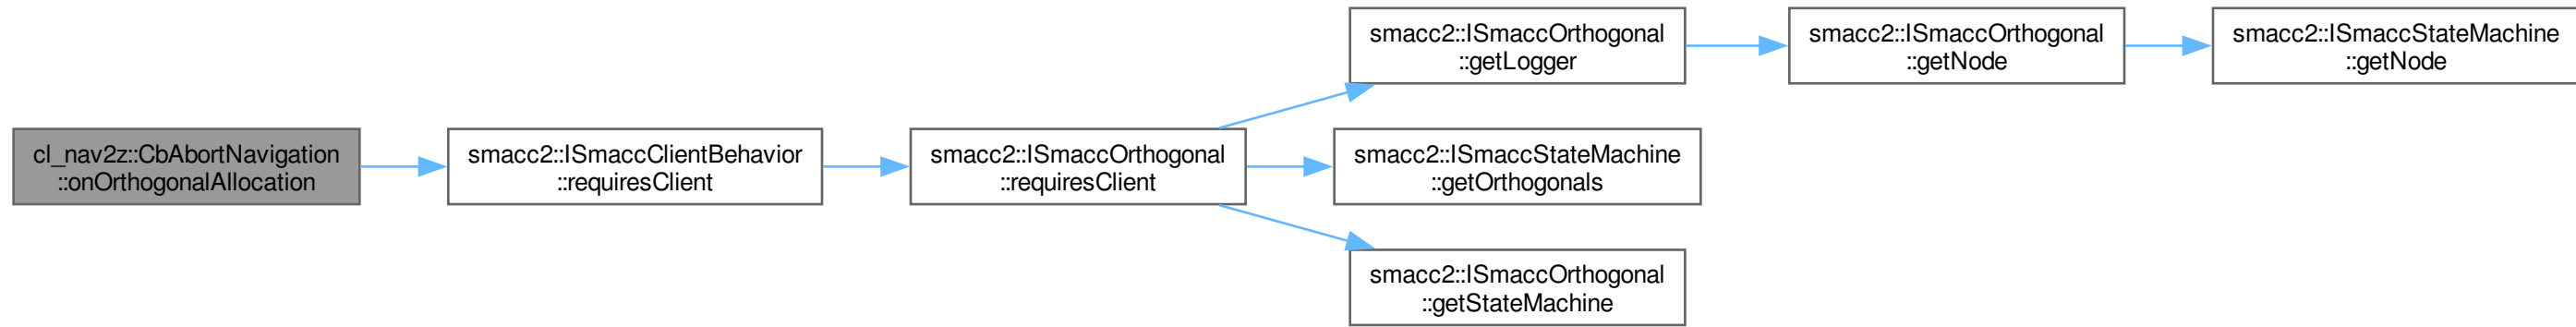 cl_nav2z::CbAbortNavigation
::onOrthogonalAllocation
smacc2::ISmaccClientBehavior
::requiresClient
smacc2::ISmaccOrthogonal
::requiresClient
smacc2::ISmaccOrthogonal
::getLogger
smacc2::ISmaccOrthogonal
::getNode
smacc2::ISmaccStateMachine
::getNode
smacc2::ISmaccStateMachine
::getOrthogonals
smacc2::ISmaccOrthogonal
::getStateMachine